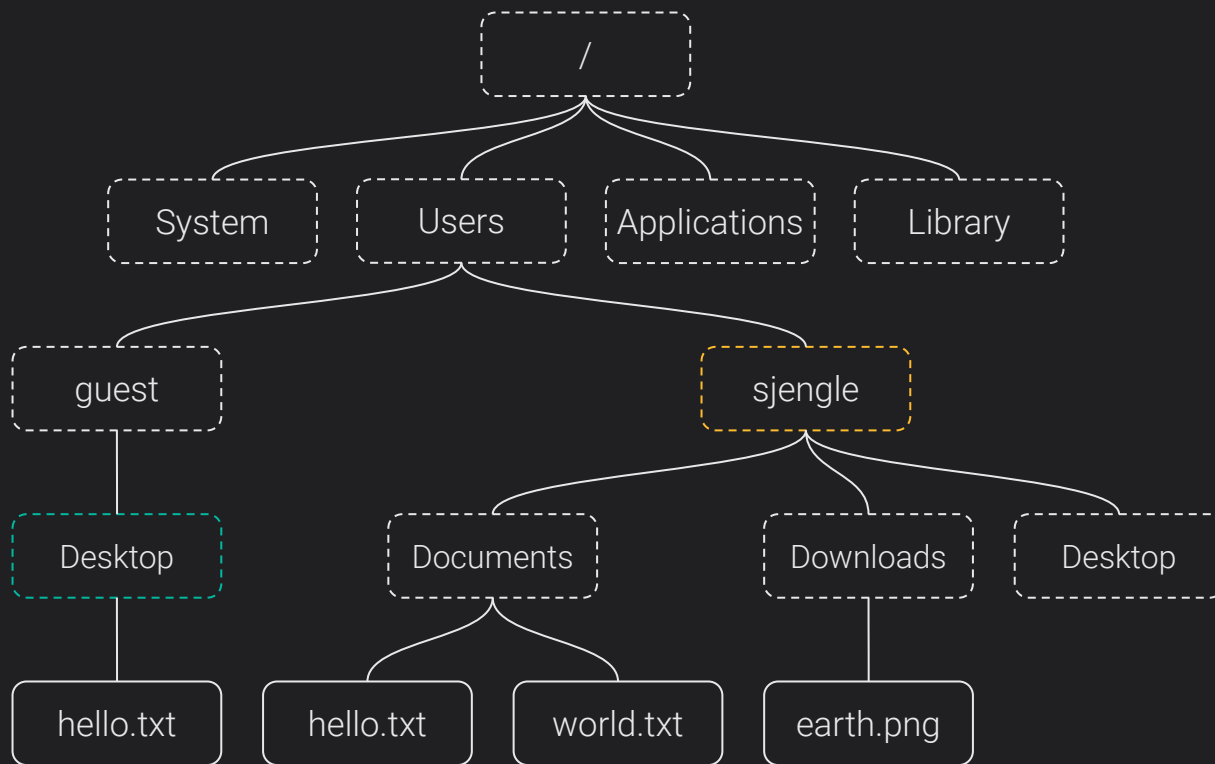 /
System
Users
Applications
Library
guest
sjengle
Desktop
Documents
Downloads
Desktop
hello.txt
hello.txt
world.txt
earth.png